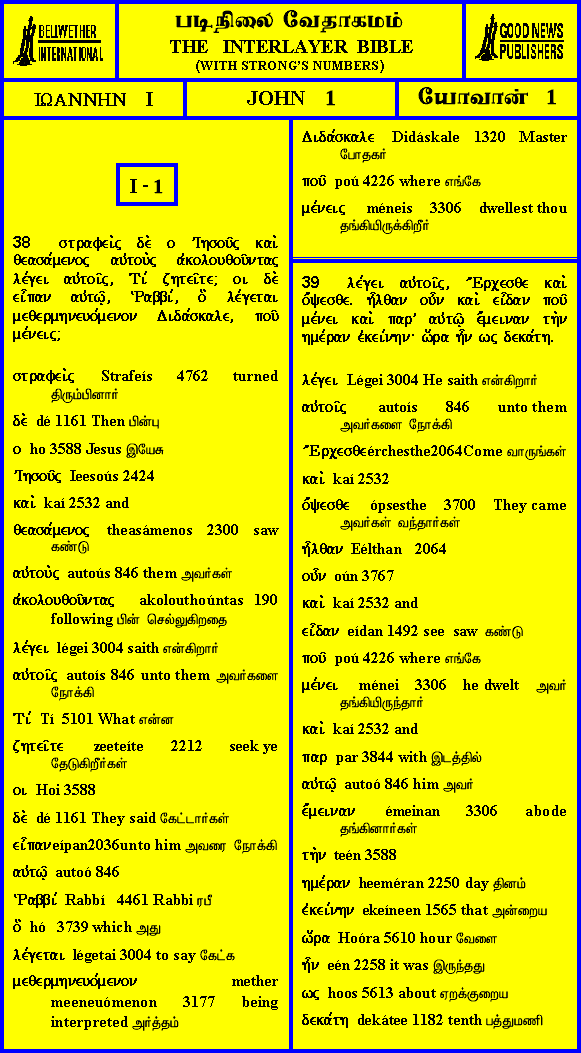 BELLWETHER
INTERNATIONAL
படிநிலை வேதாகமம்
THE INTERLAYER BIBLE
(WITH STRONG'S NUMBERS)
GOOD NEWS
PUBLISHERS
ΙΩΑΝΝΗΝ I
JOHN 1
யோவான் 1
I - 1
38 στραφεὶς δὲ ο Ἰησοῦς καὶ
θεασάμενος αὐτοὺς ἀκολουθοῦντας
λέγει αὐτοῖς, Τί ζητεῖτε; οι δὲ
εἶπαν αὐτῷ, Ῥαββί, ὃ λέγεται
μεθερμηνευόμενον Διδάσκαλε, ποῦ
μένεις;
στραφεὶς Strafeís 4762 turned
திரும்பினார்
δὲ dé 1161 Then பின்பு
ο ho 3588 Jesus இயேசு
Ἰησοῦς Ieesoús 2424
καὶ kaí 2532 and
θεασάμενος theasámenos 2300 saw
கண்டு
αὐτοὺς autoús 846 them அவர்கள்
ἀκολουθοῦντας akolouthoúntas 190
following பின் செல்லுகிறதை
λέγει légei 3004 saith என்கிறார்
αὐτοῖς autoís 846 unto them அவர்களை
நோக்கி
Τί Tí 5101 What என்ன
ζητεῖτε zeeteíte 2212 seek ye
தேடுகிறீர்கள்
οι Hoi 3588
δὲ dé 1161 They said கேட்டார்கள்
εἶπαν eípan2036unto him அவரை நோக்கி
αὐτῷ autoó 846
Ῥαββί Rabbí 4461 Rabbi ரபீ
ὃ hó 3739 which அது
λέγεται légetai 3004 to say கேட்க
μεθερμηνευόμενον mether
meeneuómenon 3177 being
interpreted அர்த்தம்
Διδάσκαλε Didáskale 1320 Master
போதகர்
ποῦ poú 4226 where எங்கே
μένεις méneis 3306 dwellest thou
தங்கியிருக்கிறீர்
39 λέγει αὐτοῖς, Ἔρχεσθε καὶ
ὄψεσθε. ἦλθαν οὖν καὶ εἶδαν ποῦ
μένει καὶ παρ' αὐτῷ ἔμειναν τὴν
ημέραν ἐκείνην· ὥρα ἦν ως δεκάτη.
λέγει Légei 3004 He saith என்கிறார்
αὐτοῖς autoís 846 unto them
அவர்களை நோக்கி
Ἔρχεσθε érchesthe2064Come வாருங்கள்
καὶ kaí 2532
ὄψεσθε ópsesthe 3700 They came
அவர்கள் வந்தார்கள்
ἦλθαν Eélthan 2064
οὖν oún 3767
καὶ kaí 2532 and
εἶδαν eídan 1492 see saw கண்டு
ποῦ poú 4226 where எங்கே
μένει ménei 3306 he dwelt அவர்
தங்கியிருந்தார்
καὶ kaí 2532 and
παρ par 3844 with இடத்தில்
αὐτῷ autoó 846 him அவர்
ἔμειναν émeinan 3306 abode
தங்கினார்கள்
τὴν teén 3588
ημέραν heeméran 2250 day தினம்
ἐκείνην ekeíneen 1565 that அன்றைய
ὥρα Hoóra 5610 hour வேளை
ἦν eén 2258 it was இருந்தது
ως hoos 5613 about ஏறக்குறைய
δεκάτη dekátee 1182 tenth பத்துமணி